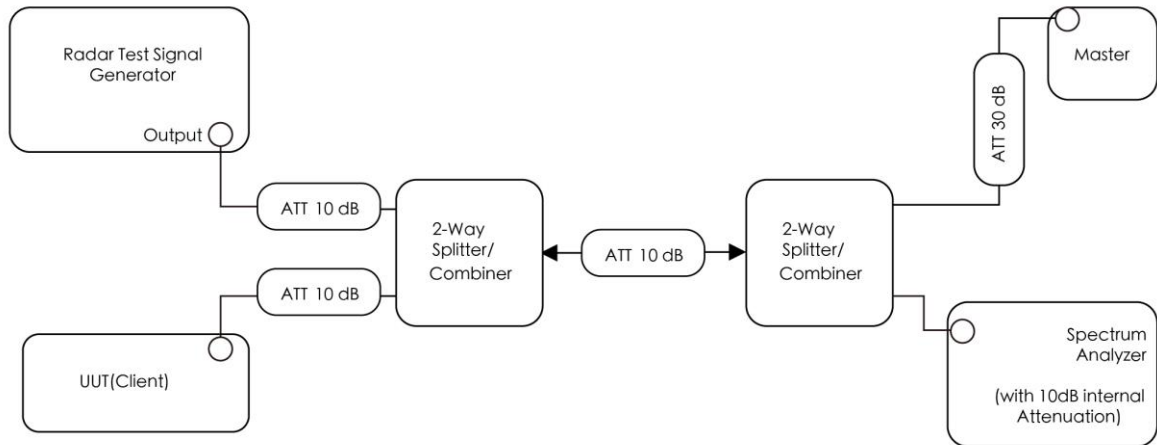 Radar Test Signal
Generator
Output
ATT 10 dB
2-Way
Splitter/
Combiner
ATT 10 dB
UUT(Client)
ATT 10 dB
2-Way
Splitter/
Combiner
ATT 30 dB
Master
Spectrum
Analyzer
(with 10dB internal
Attenuation)